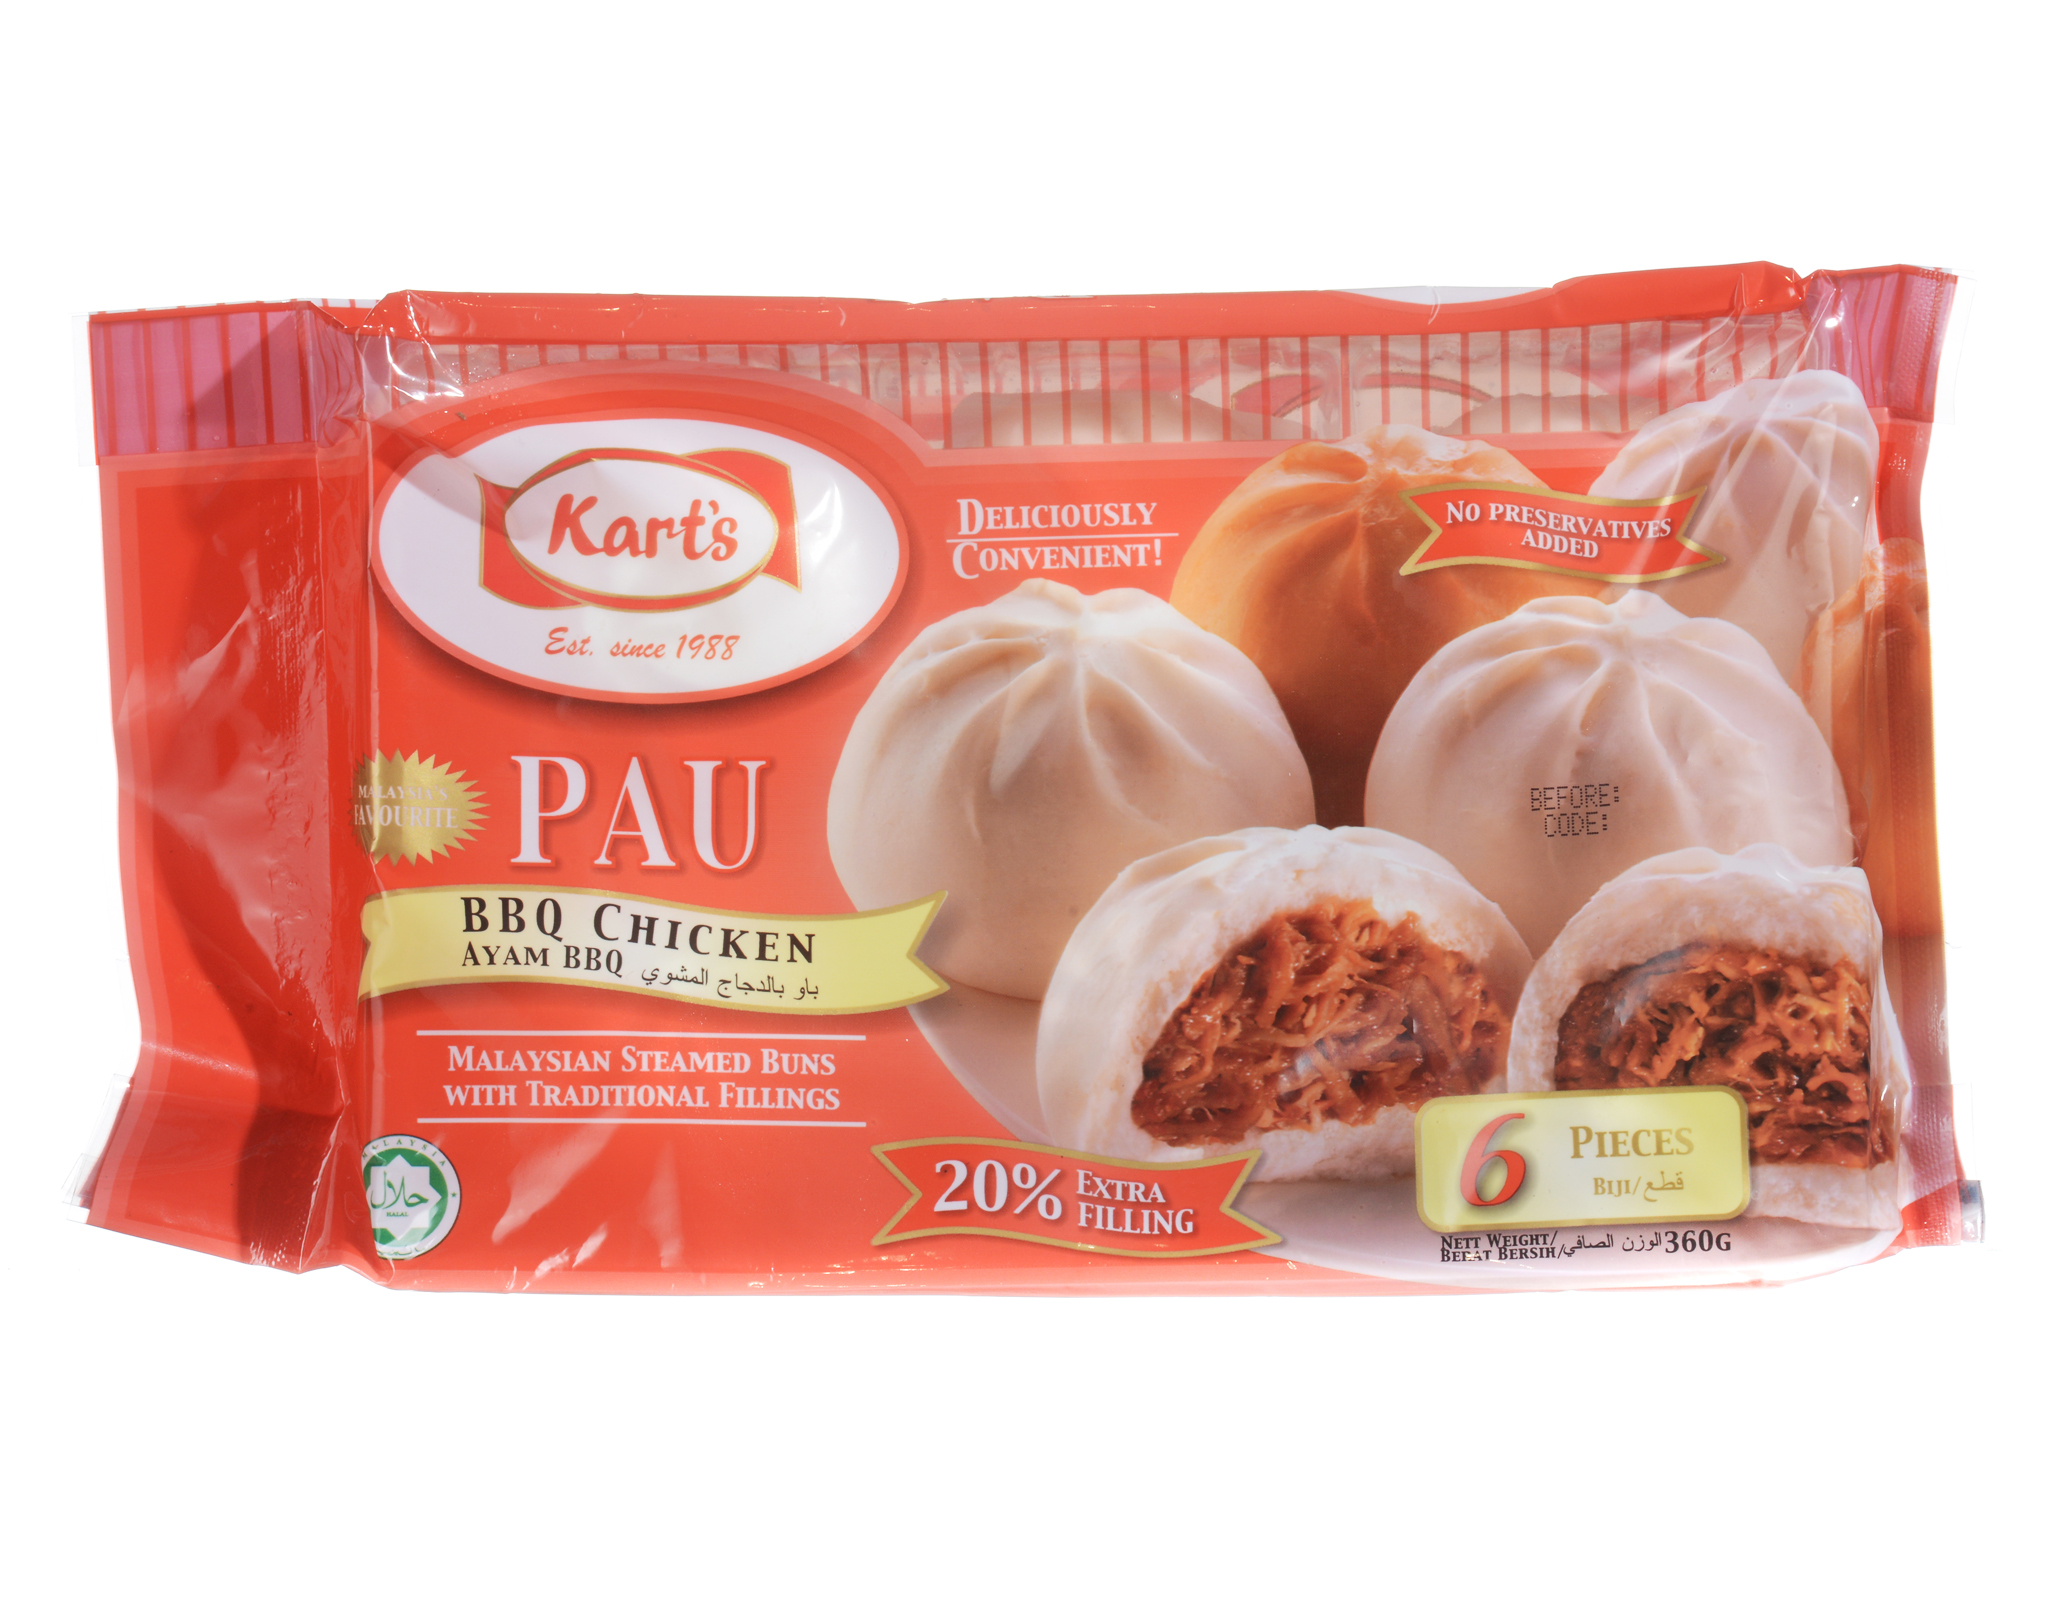 Kart's
Est. since 1988
DELICIOUSLY
CONVENIENT!
NO PRESERVATIVES
ADDED
MALAYSIA'S
FAVOURITE
PAU
BEFORE:
CODE:
BBQ CHICKEN
AYAM BBQ باو بالدجاج المشوي
MALAYSIAN STEAMED BUNS
WITH TRADITIONAL FILLINGS
MALAYSIA
حلال
HALAL
20% EXTRA
FILLING
6 PIECES
BIJI/قطع
NETT WEIGHT/
BERAT BERSIH/الوزن الصافي 360G